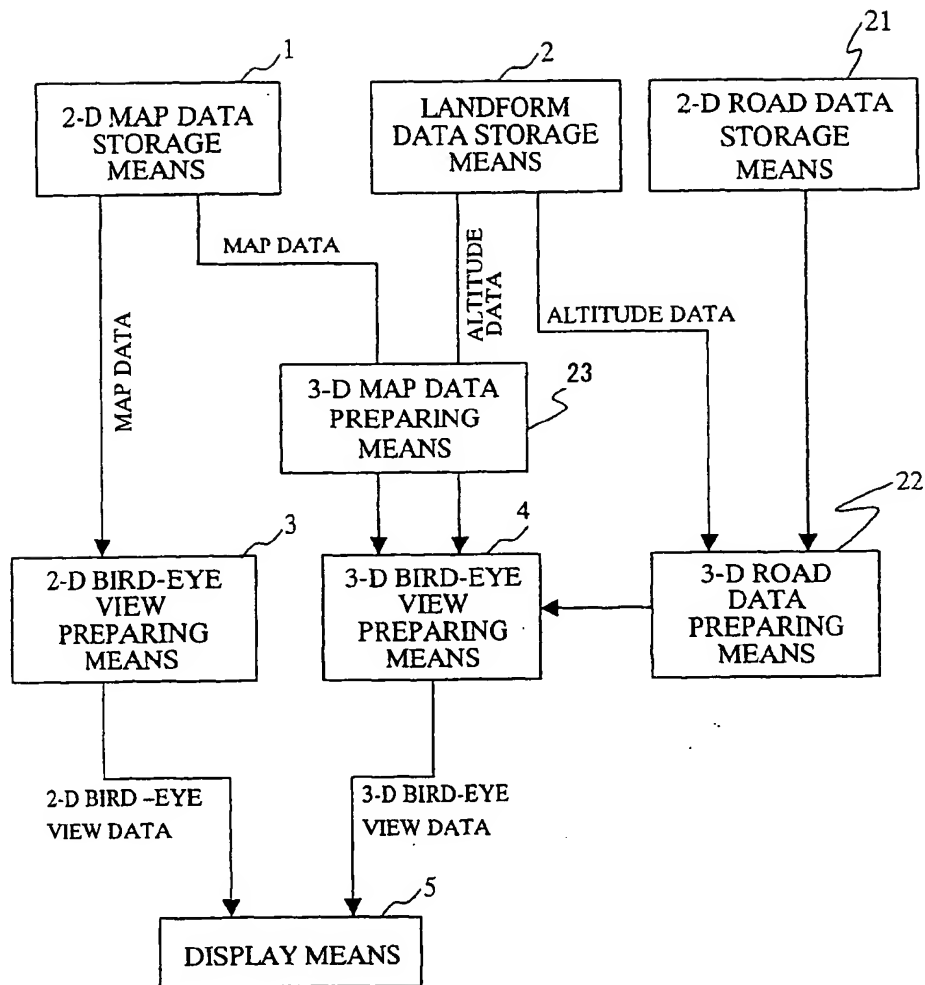 1
2
21
2-D MAP DATA
STORAGE
MEANS
LANDFORM
DATA STORAGE
MEANS
2-D ROAD DATA
STORAGE
MEANS
MAP DATA
MAP DATA
ALTITUDE
DATA
ALTITUDE DATA
23
3-D MAP DATA
PREPARING
MEANS
3
4
22
2-D BIRD-EYE
VIEW
PREPARING
MEANS
3-D BIRD-EYE
VIEW
PREPARING
MEANS
3-D ROAD
DATA
PREPARING
MEANS
2-D BIRD –EYE
VIEW DATA
3-D BIRD-EYE
VIEW DATA
5
DISPLAY MEANS